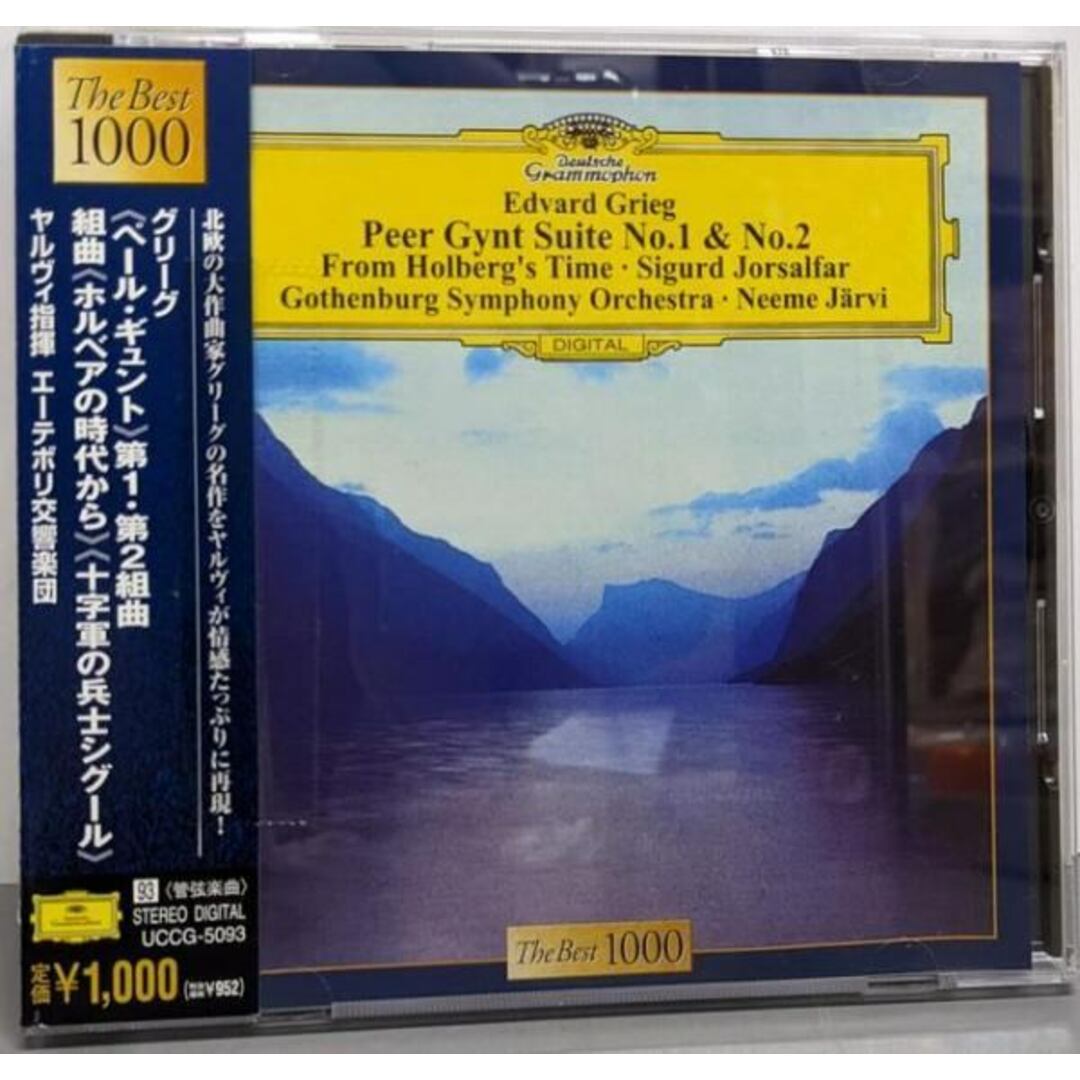 The Best
1000
北欧の大作曲家グリーグの名作をヤルヴィが情感たっぷりに再現！
グリーグ
《ペール・ギュント》第1・第2組曲
組曲《ホルベアの時代から》《十字軍の兵士シグール》
ヤルヴィ指揮 エーテボリ交響楽団
93 〈管弦楽曲〉
STEREO DIGITAL
UCCG-5093
定価 ¥1,000 (税抜価格¥952)
Deutsche
Grammophon
Edvard Grieg
Peer Gynt Suite No.1 & No.2
From Holberg's Time · Sigurd Jorsalfar
Gothenburg Symphony Orchestra · Neeme Järvi
DIGITAL
The Best 1000